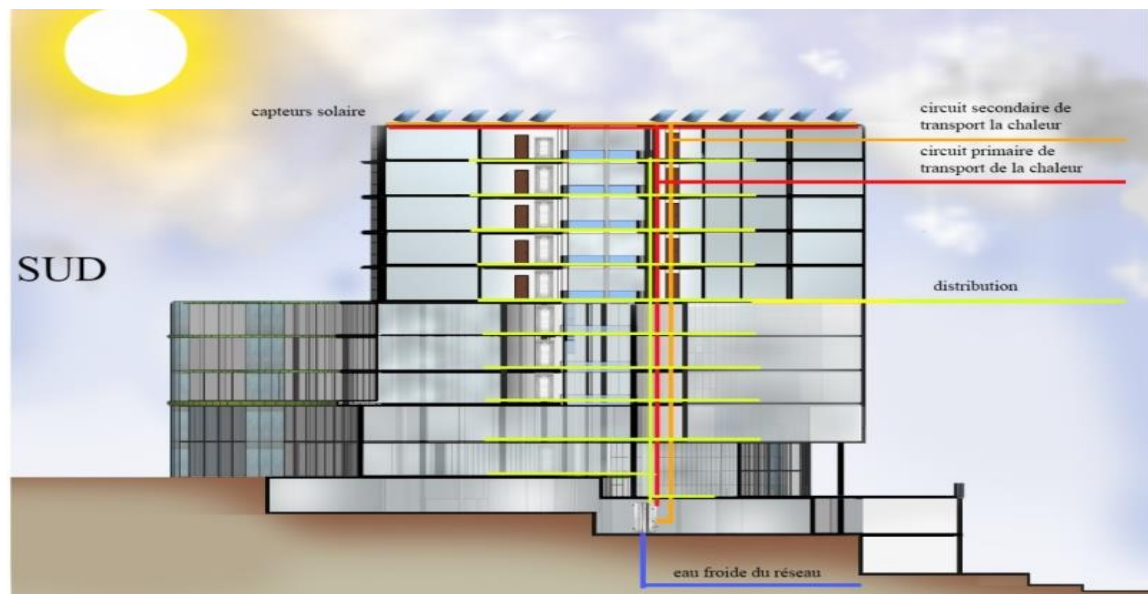 capteurs solaire
circuit secondaire de
transport la chaleur
circuit primaire de
transport de la chaleur
SUD
distribution
eau froide du réseau